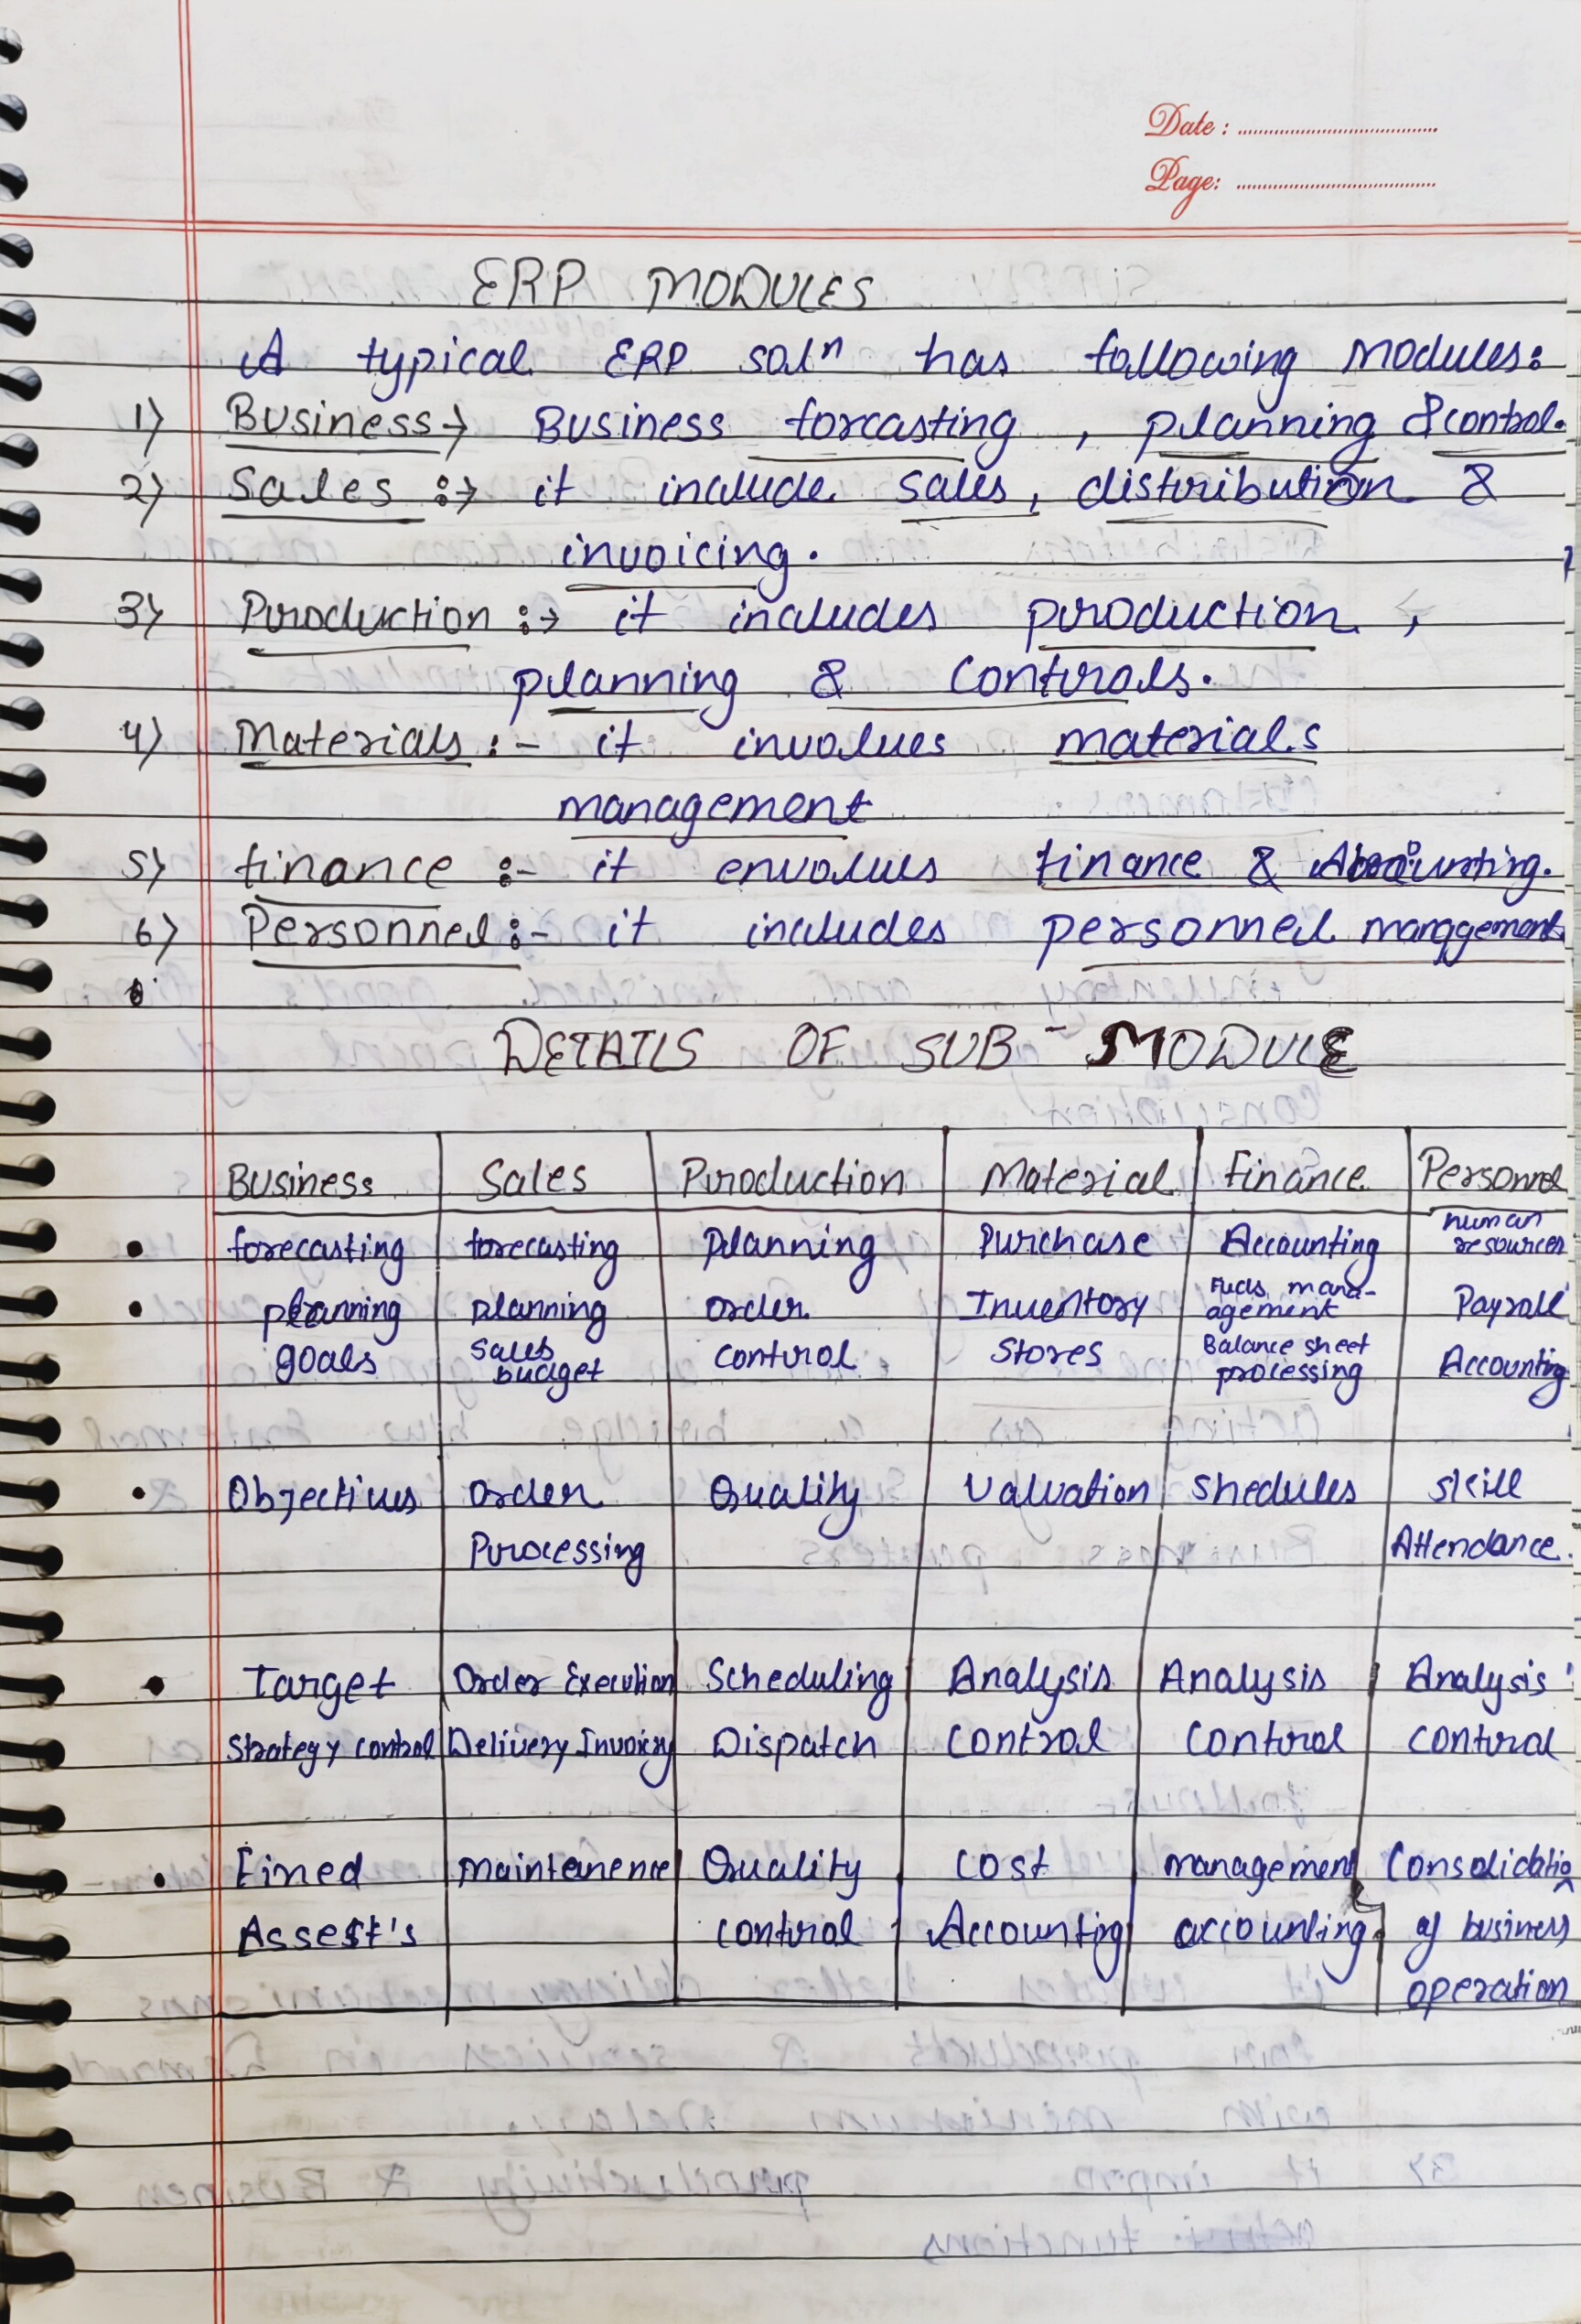 Date :
Page:
ERP MODULES
A typical ERP solⁿ has following Modules:
1) Business → Business forcasting , planning & control.
2) Sales :→ it include sales, distribution &
invoicing.
3) Production :→ it includes production ,
planning & Controls.
4) Materials :- it involves materials
management
5) finance :- it envolves finance & Accounting.
6) Personnel :- it includes personnel management
DETAILS OF SUB - MODULE
Business Sales Production Material Finance Personnel
• forecasting forecasting Planning Purchase Accounting human resources
• planning planning order Inventory management Payroll
goals Sales budget control Stores Balance sheet processing Accounting
• Objectives order Quality Valuation Shedules skill
Processing Attendance.
• Target Order Execution Scheduling Analysis Analysis Analysis
Strategy control Delivery Invoicing Dispatch Control Control Control
• Fined maintenence Quality Cost management Consolidatio
Assest's control Accounting accounting. of business
operation